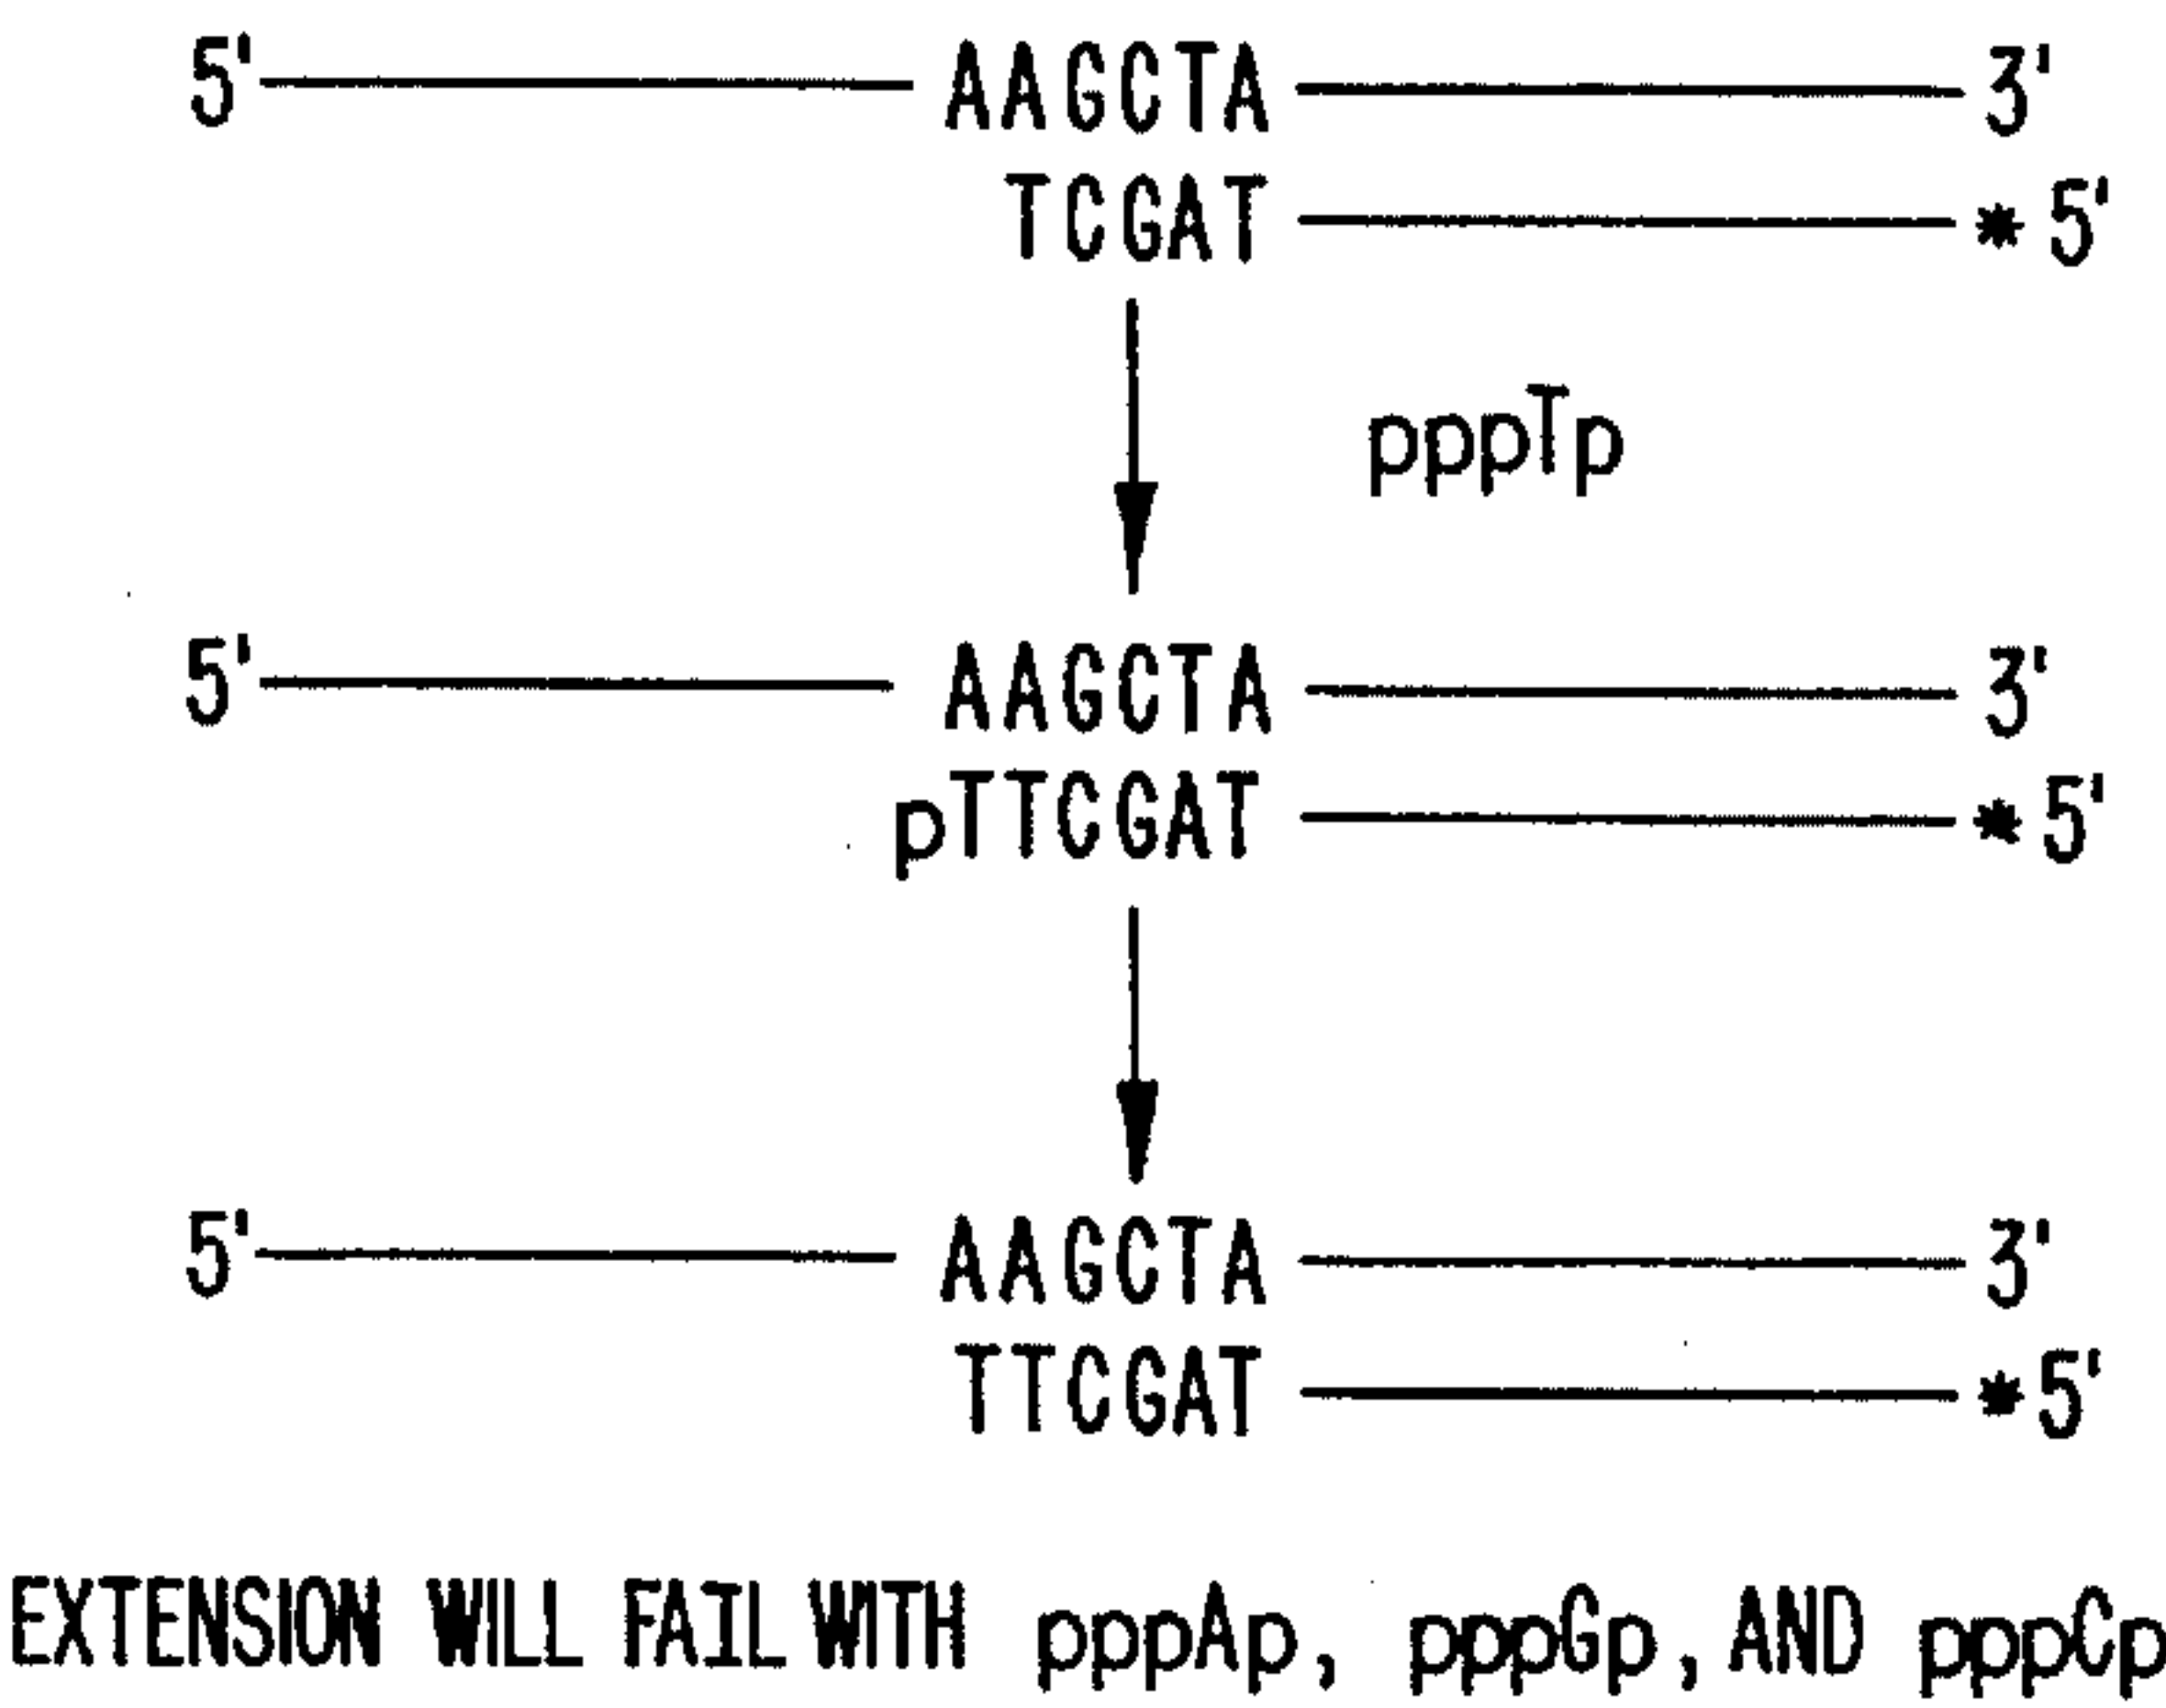 5' AAGCTA 3'
TCGAT * 5'
pppTp
5' AAGCTA 3'
pTTCGAT * 5'
5' AAGCTA 3'
TTCGAT * 5'
EXTENSION WILL FAIL WITH pppAp, pppGp, AND pppCp